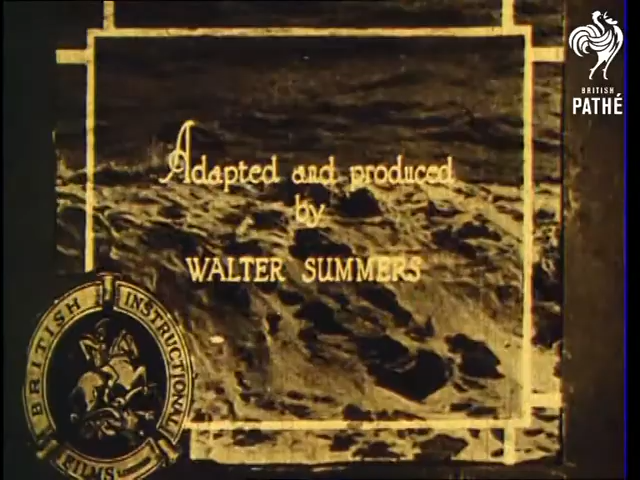 BRITISH
PATHÉ
Adapted and produced
by
WALTER SUMMERS
BRITISH INSTRUCTIONAL
FILMS